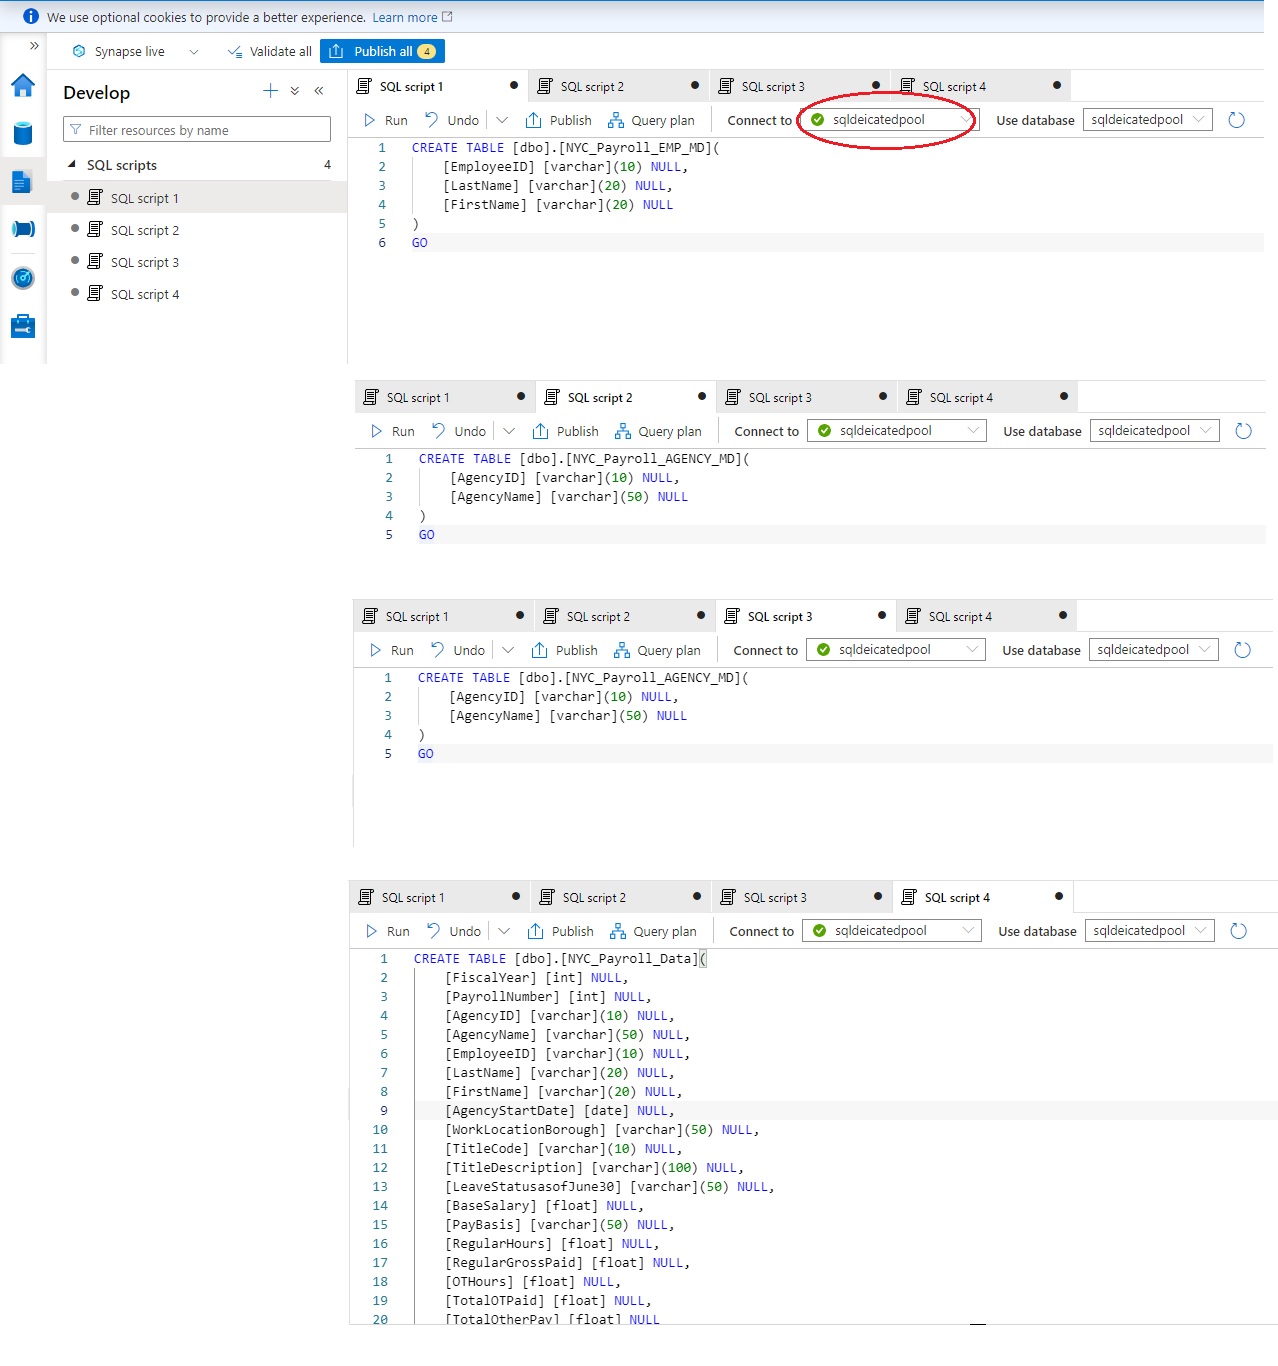 We use optional cookies to provide a better experience. Learn more
Synapse live Validate all Publish all 4
Develop
Filter resources by name
SQL scripts 4
SQL script 1
SQL script 2
SQL script 3
SQL script 4
SQL script 1 SQL script 2 SQL script 3 SQL script 4
Run Undo Publish Query plan Connect to sqldeicatedpool Use database sqldeicatedpool
1 CREATE TABLE [dbo].[NYC_Payroll_EMP_MD](
2 [EmployeeID] [varchar](10) NULL,
3 [LastName] [varchar](20) NULL,
4 [FirstName] [varchar](20) NULL
5 )
6 GO
SQL script 1 SQL script 2 SQL script 3 SQL script 4
Run Undo Publish Query plan Connect to sqldeicatedpool Use database sqldeicatedpool
1 CREATE TABLE [dbo].[NYC_Payroll_AGENCY_MD](
2 [AgencyID] [varchar](10) NULL,
3 [AgencyName] [varchar](50) NULL
4 )
5 GO
SQL script 1 SQL script 2 SQL script 3 SQL script 4
Run Undo Publish Query plan Connect to sqldeicatedpool Use database sqldeicatedpool
1 CREATE TABLE [dbo].[NYC_Payroll_AGENCY_MD](
2 [AgencyID] [varchar](10) NULL,
3 [AgencyName] [varchar](50) NULL
4 )
5 GO
SQL script 1 SQL script 2 SQL script 3 SQL script 4
Run Undo Publish Query plan Connect to sqldeicatedpool Use database sqldeicatedpool
1 CREATE TABLE [dbo].[NYC_Payroll_Data](
2 [FiscalYear] [int] NULL,
3 [PayrollNumber] [int] NULL,
4 [AgencyID] [varchar](10) NULL,
5 [AgencyName] [varchar](50) NULL,
6 [EmployeeID] [varchar](10) NULL,
7 [LastName] [varchar](20) NULL,
8 [FirstName] [varchar](20) NULL,
9 [AgencyStartDate] [date] NULL,
10 [WorkLocationBorough] [varchar](50) NULL,
11 [TitleCode] [varchar](10) NULL,
12 [TitleDescription] [varchar](100) NULL,
13 [LeaveStatusasofJune30] [varchar](50) NULL,
14 [BaseSalary] [float] NULL,
15 [PayBasis] [varchar](50) NULL,
16 [RegularHours] [float] NULL,
17 [RegularGrossPaid] [float] NULL,
18 [OTHours] [float] NULL,
19 [TotalOTPaid] [float] NULL,
20 [TotalOtherPay] [float] NULL